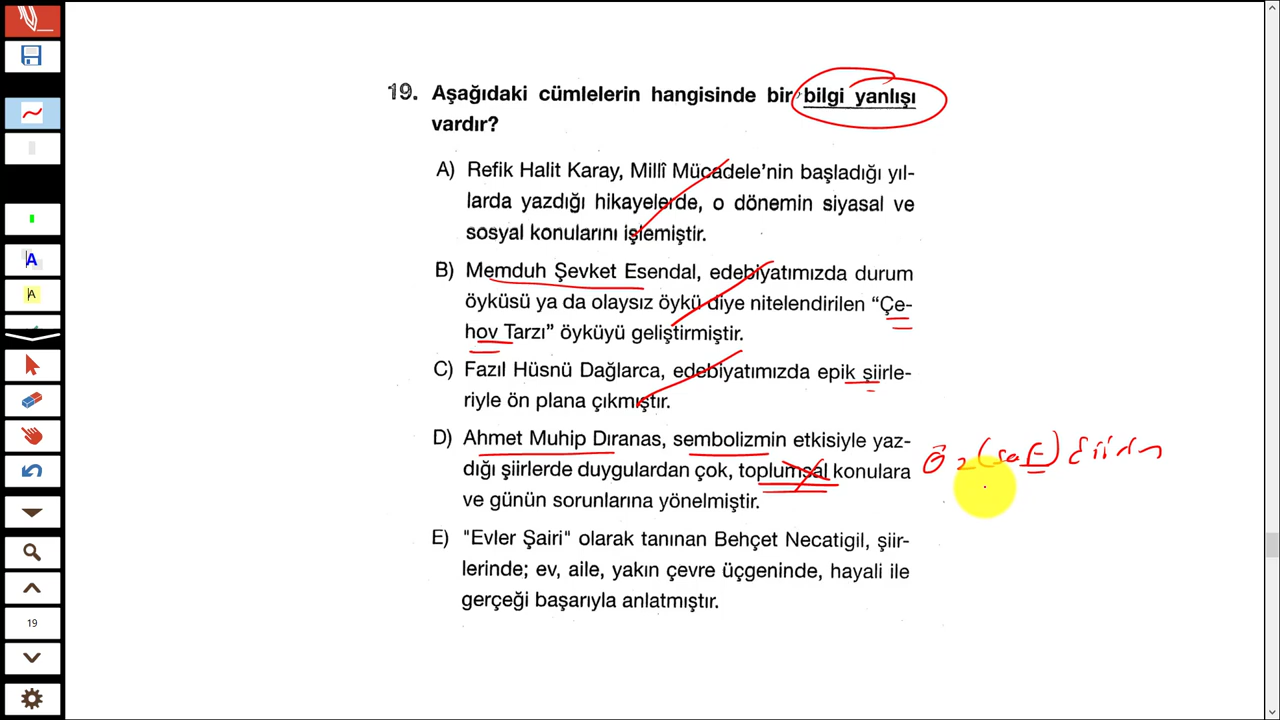 19. Aşağıdaki cümlelerin hangisinde bir bilgi yanlışı
vardır?
A) Refik Halit Karay, Millî Mücadele'nin başladığı yıl-
larda yazdığı hikayelerde, o dönemin siyasal ve
sosyal konularını işlemiştir.
B) Memduh Şevket Esendal, edebiyatımızda durum
öyküsü ya da olaysız öykü diye nitelendirilen “Çe-
hov Tarzı” öyküyü geliştirmiştir.
C) Fazıl Hüsnü Dağlarca, edebiyatımızda epik şiirle-
riyle ön plana çıkmıştır.
D) Ahmet Muhip Dıranas, sembolizmin etkisiyle yaz-
dığı şiirlerde duygulardan çok, toplumsal konulara
ve günün sorunlarına yönelmiştir.
Öz (saf)
E) "Evler Şairi" olarak tanınan Behçet Necatigil, şiir-
lerinde; ev, aile, yakın çevre üçgeninde, hayali ile
gerçeği başarıyla anlatmıştır.
A
A
19